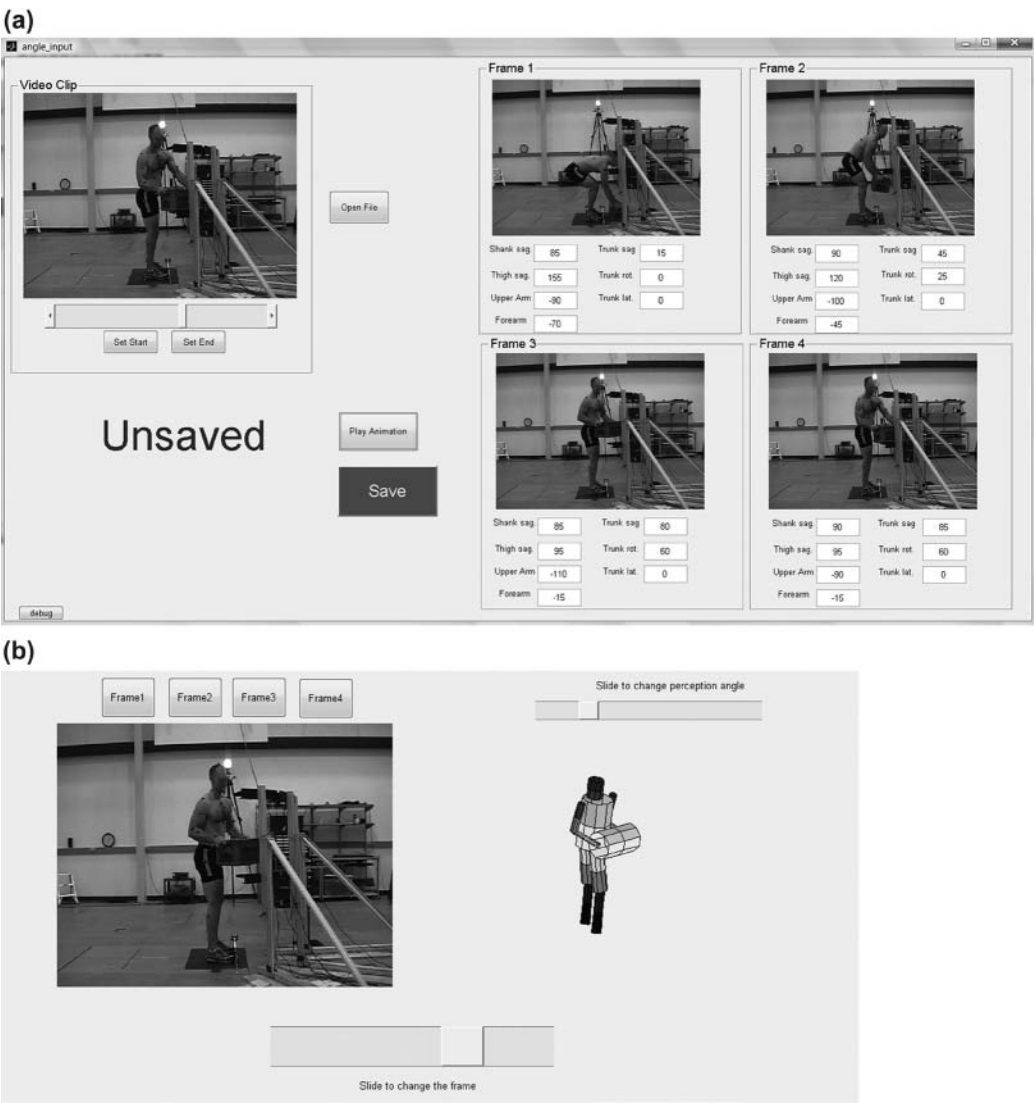 (a)
angle_input
Video Clip
Open File
Set Start Set End
Unsaved
Play Animation
Save
debug
Frame 1
Shank sag. 85 Trunk sag 15
Thigh sag. 155 Trunk rot. 0
Upper Arm -90 Trunk lat. 0
Forearm -70
Frame 2
Shank sag. 90 Trunk sag 45
Thigh sag. 120 Trunk rot. 25
Upper Arm -100 Trunk lat. 0
Forearm -45
Frame 3
Shank sag. 85 Trunk sag 80
Thigh sag. 95 Trunk rot. 60
Upper Arm -110 Trunk lat. 0
Forearm -15
Frame 4
Shank sag. 90 Trunk sag 85
Thigh sag. 95 Trunk rot. 60
Upper Arm -90 Trunk lat. 0
Forearm -15
(b)
Frame1 Frame2 Frame3 Frame4
Slide to change perception angle
Slide to change the frame